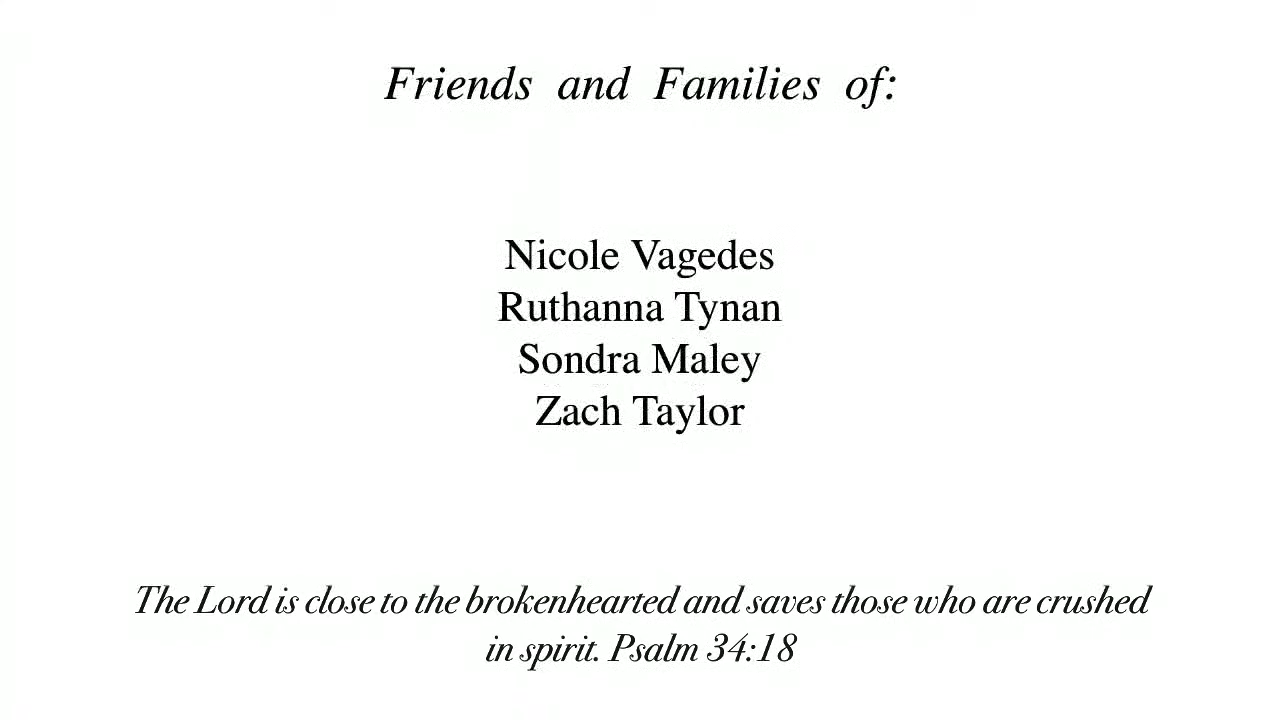 Friends and Families of:
Nicole Vagedes
Ruthanna Tynan
Sondra Maley
Zach Taylor
The Lord is close to the brokenhearted and saves those who are crushed
in spirit. Psalm 34:18